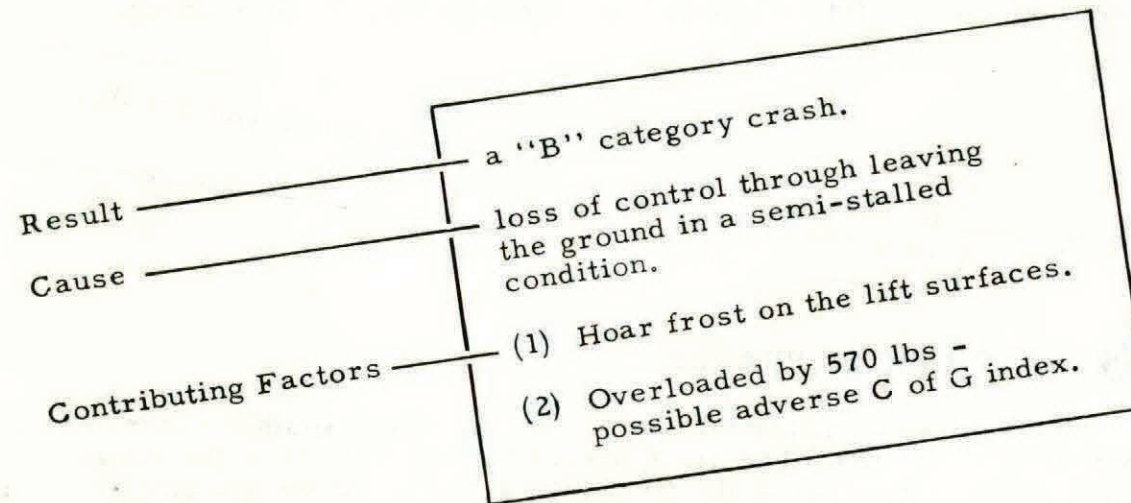 Result
a “B” category crash.
Cause
loss of control through leaving
the ground in a semi-stalled
condition.
Contributing Factors
(1) Hoar frost on the lift surfaces.
(2) Overloaded by 570 lbs -
possible adverse C of G index.